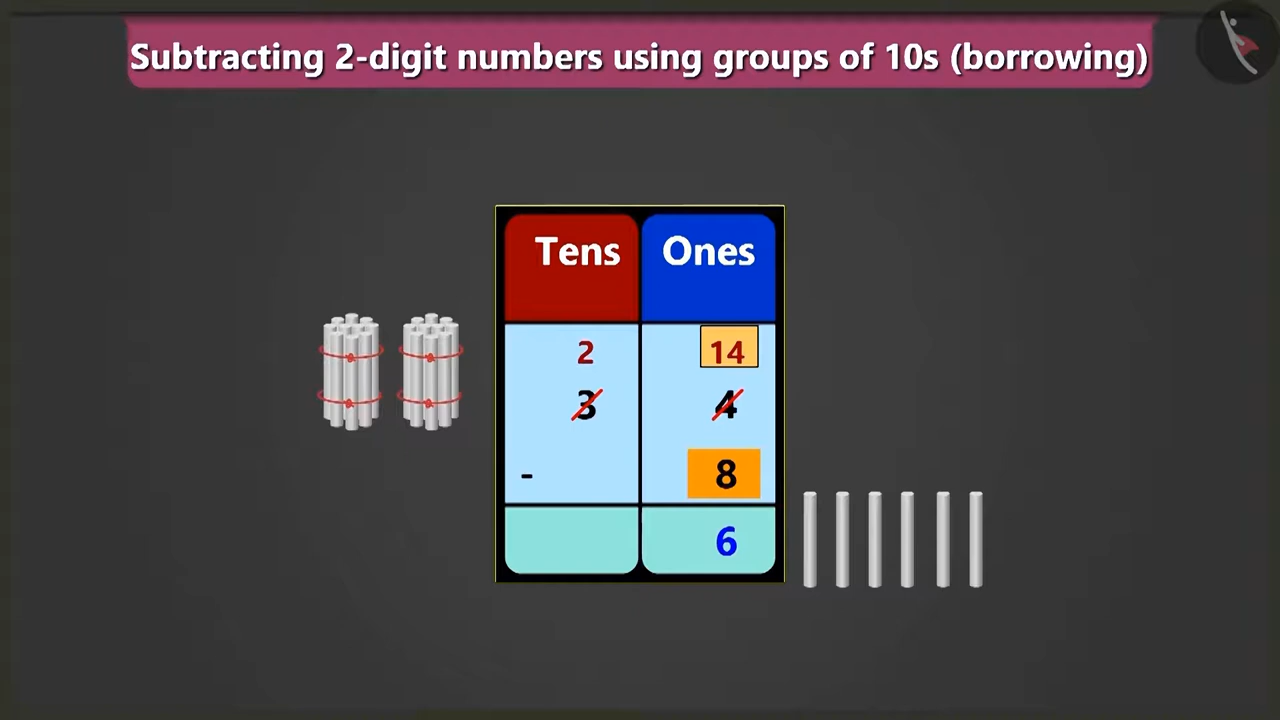 Subtracting 2-digit numbers using groups of 10s (borrowing)
Tens Ones
2 14
3 4
- 8
6